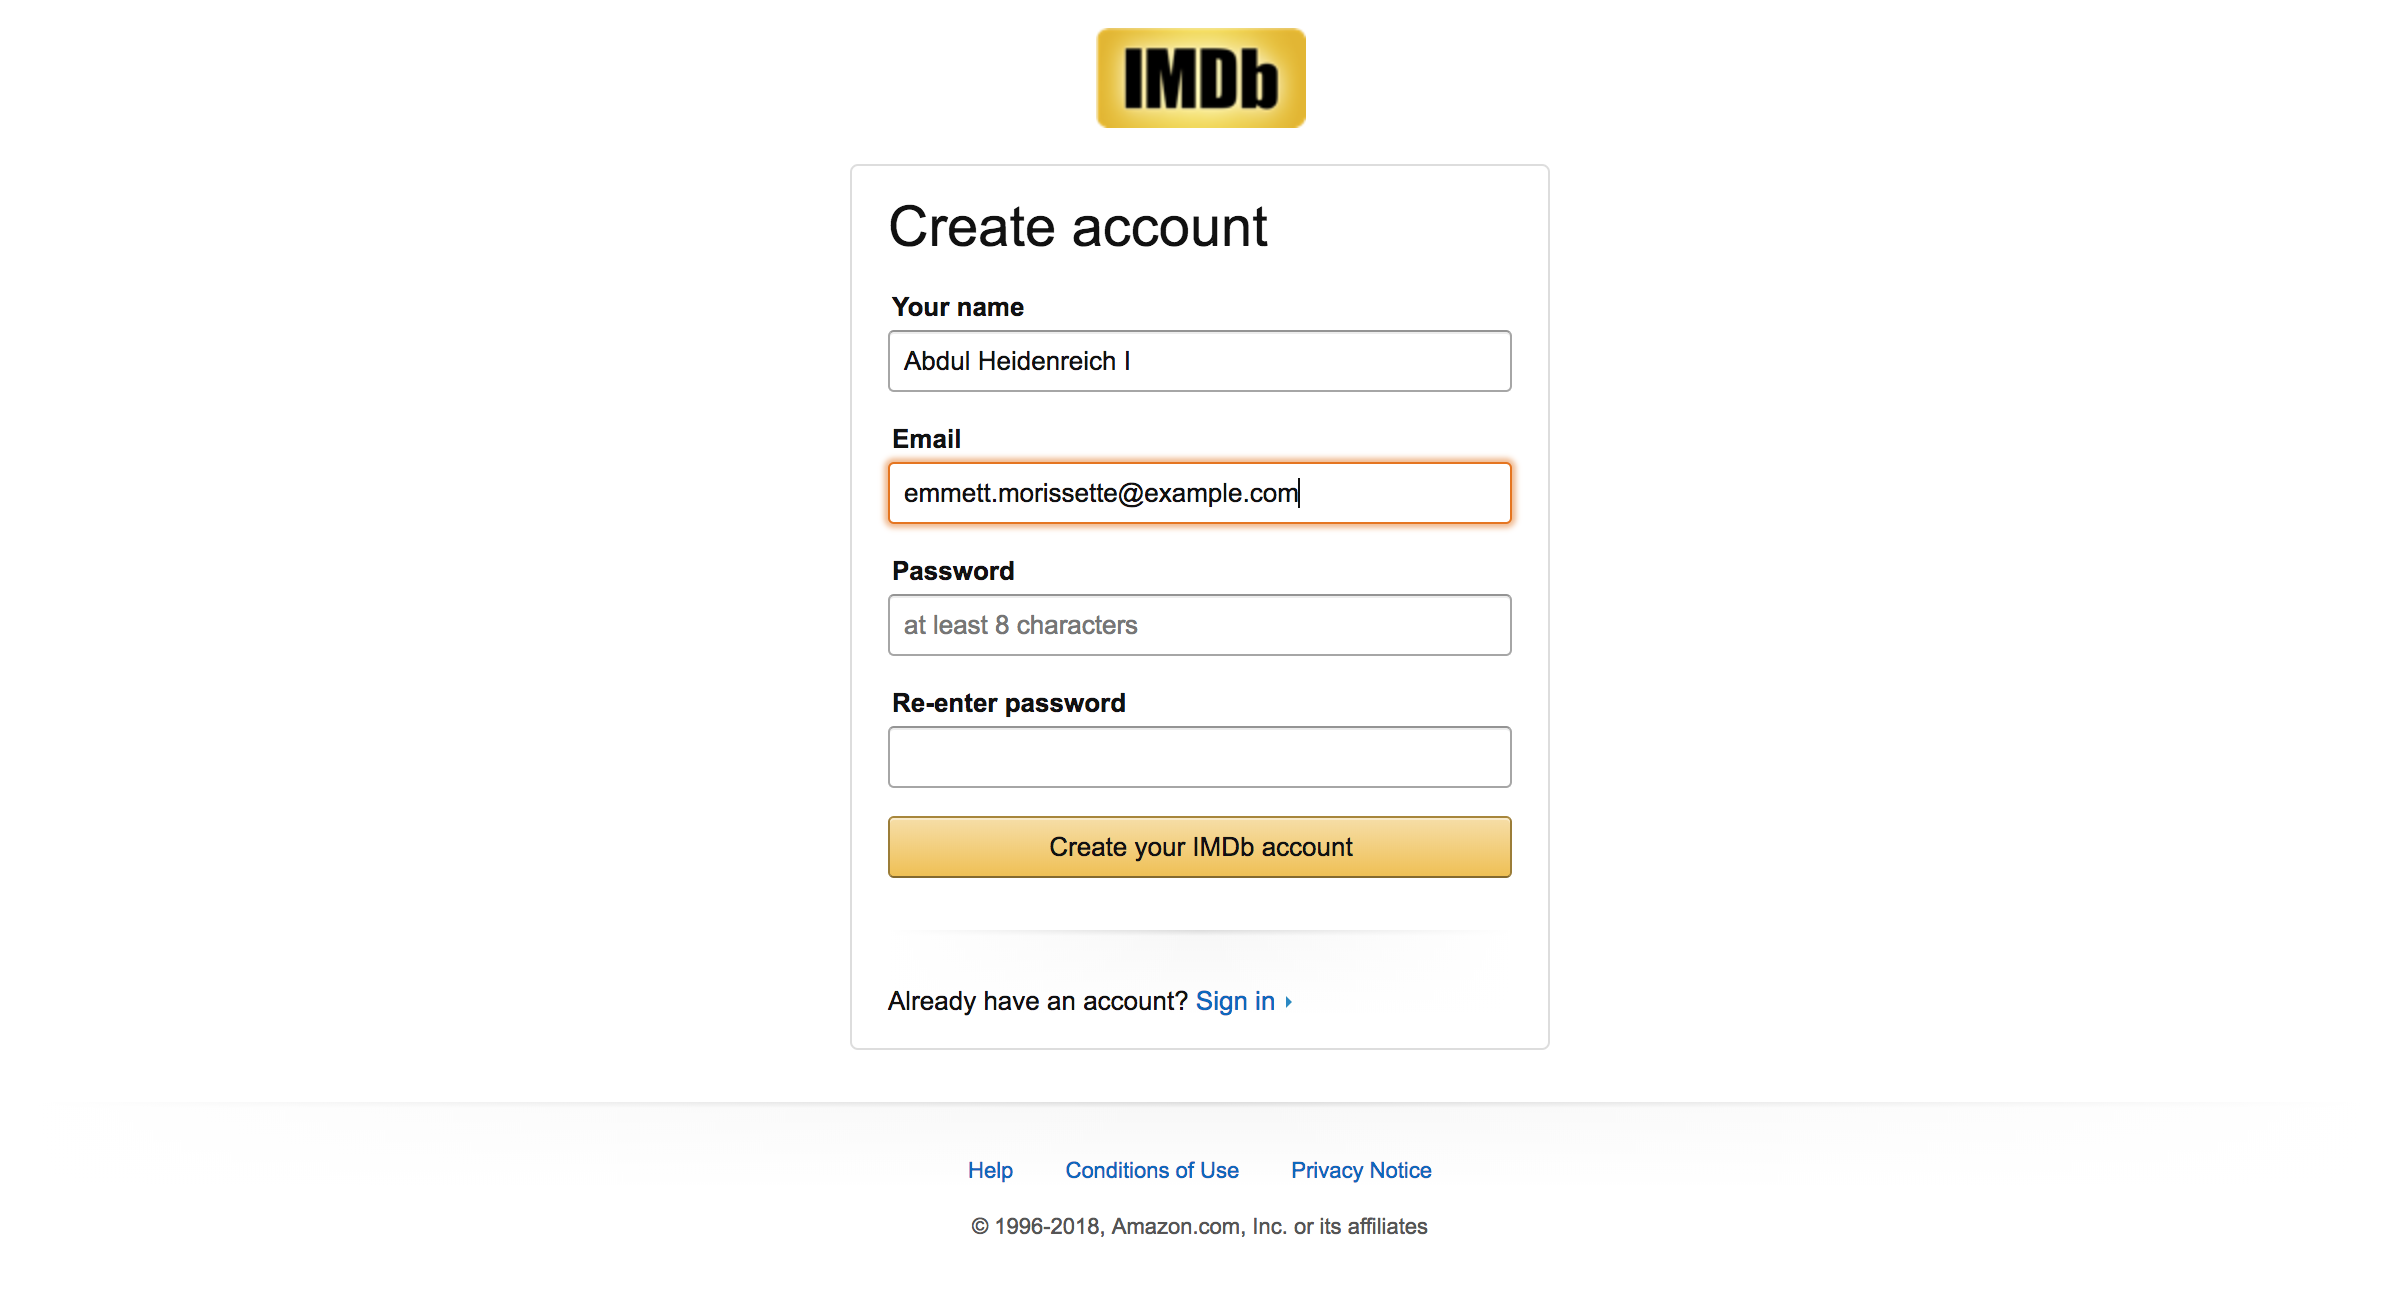 IMDb
Create account
Your name
Abdul Heidenreich I
Email
emmett.morissette@example.com
Password
at least 8 characters
Re-enter password
Create your IMDb account
Already have an account? Sign in
Help Conditions of Use Privacy Notice
© 1996-2018, Amazon.com, Inc. or its affiliates